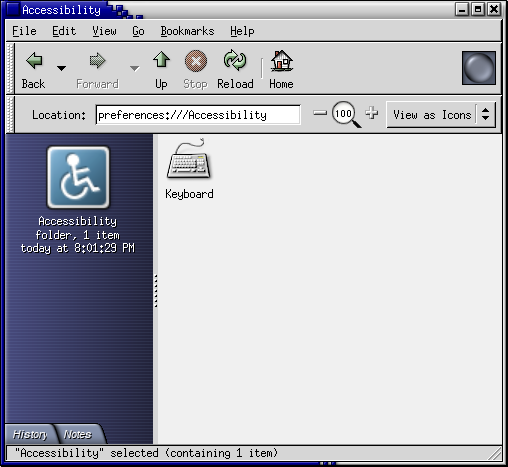 Accessibility
File Edit View Go Bookmarks Help
Back Forward Up Stop Reload Home
Location: preferences:///Accessibility 100 View as Icons
Accessibility
folder, 1 item
today at 8:01:29 PM
Keyboard
History Notes
"Accessibility" selected (containing 1 item)